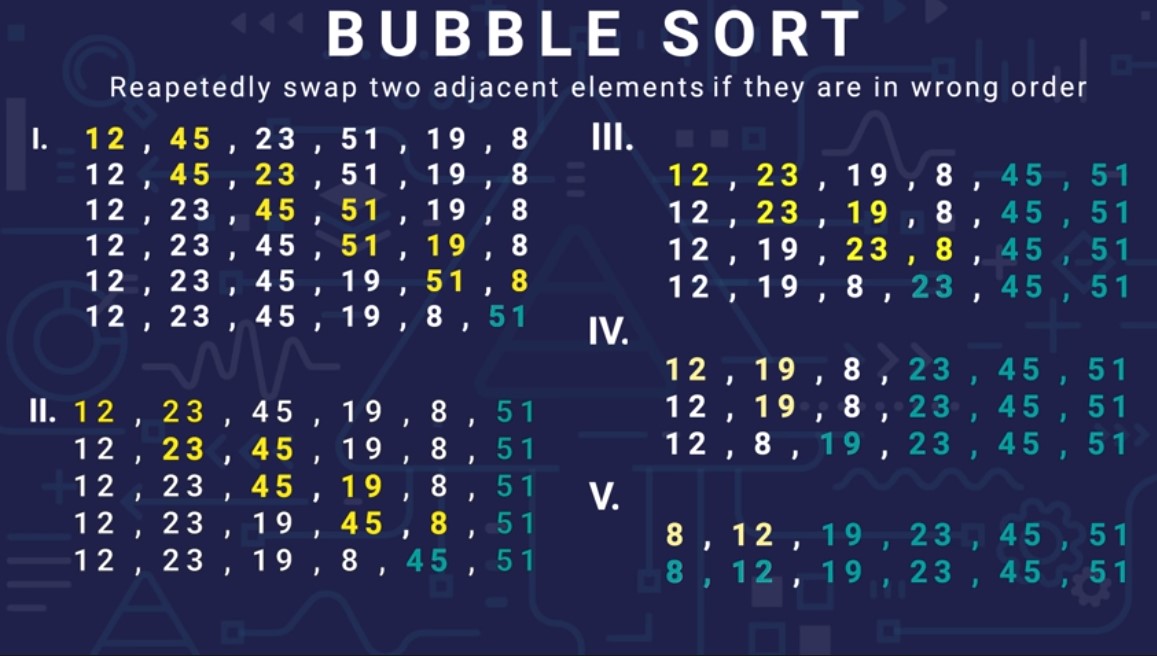 BUBBLE SORT
Reapetedly swap two adjacent elements if they are in wrong order
I. 12 , 45 , 23 , 51 , 19 , 8
12 , 45 , 23 , 51 , 19 , 8
12 , 23 , 45 , 51 , 19 , 8
12 , 23 , 45 , 51 , 19 , 8
12 , 23 , 45 , 19 , 51 , 8
12 , 23 , 45 , 19 , 8 , 51
II. 12 , 23 , 45 , 19 , 8 , 51
12 , 23 , 45 , 19 , 8 , 51
12 , 23 , 45 , 19 , 8 , 51
12 , 23 , 19 , 45 , 8 , 51
12 , 23 , 19 , 8 , 45 , 51
III.
12 , 23 , 19 , 8 , 45 , 51
12 , 23 , 19 , 8 , 45 , 51
12 , 19 , 23 , 8 , 45 , 51
12 , 19 , 8 , 23 , 45 , 51
IV.
12 , 19 , 8 , 23 , 45 , 51
12 , 19 , 8 , 23 , 45 , 51
12 , 8 , 19 , 23 , 45 , 51
V.
8 , 12 , 19 , 23 , 45 , 51
8 , 12 , 19 , 23 , 45 , 51